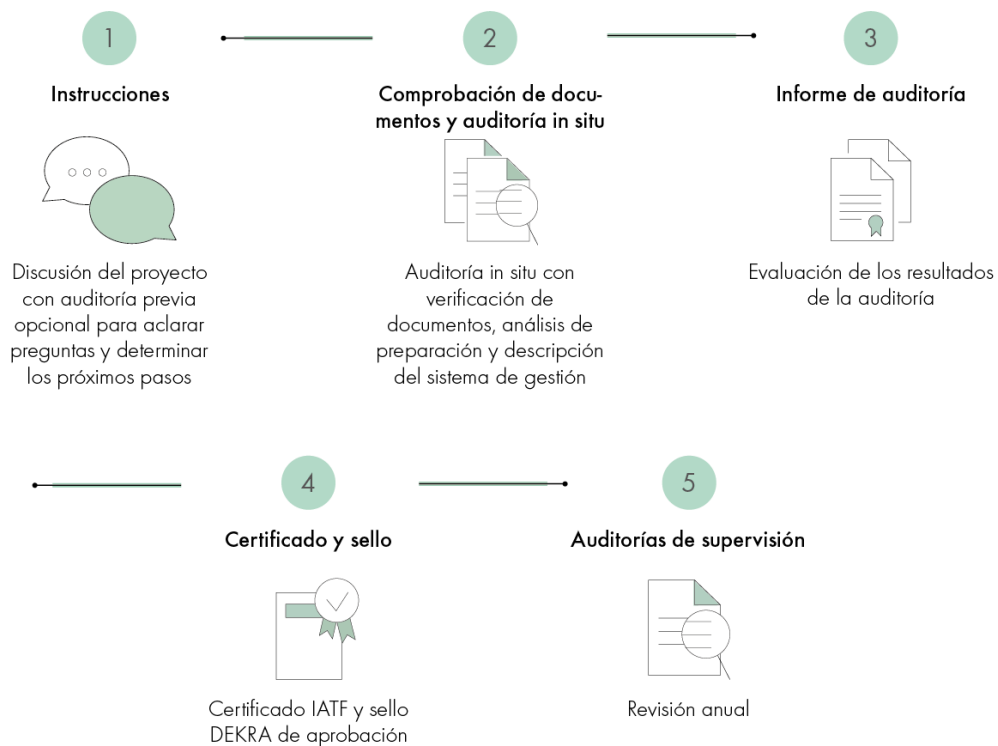 1
Instrucciones
Discusión del proyecto
con auditoría previa
opcional para aclarar
preguntas y determinar
los próximos pasos
2
Comprobación de docu-
mentos y auditoría in situ
Auditoría in situ con
verificación de
documentos, análisis de
preparación y descripción
del sistema de gestión
3
Informe de auditoría
Evaluación de los resultados
de la auditoría
4
Certificado y sello
Certificado IATF y sello
DEKRA de aprobación
5
Auditorías de supervisión
Revisión anual